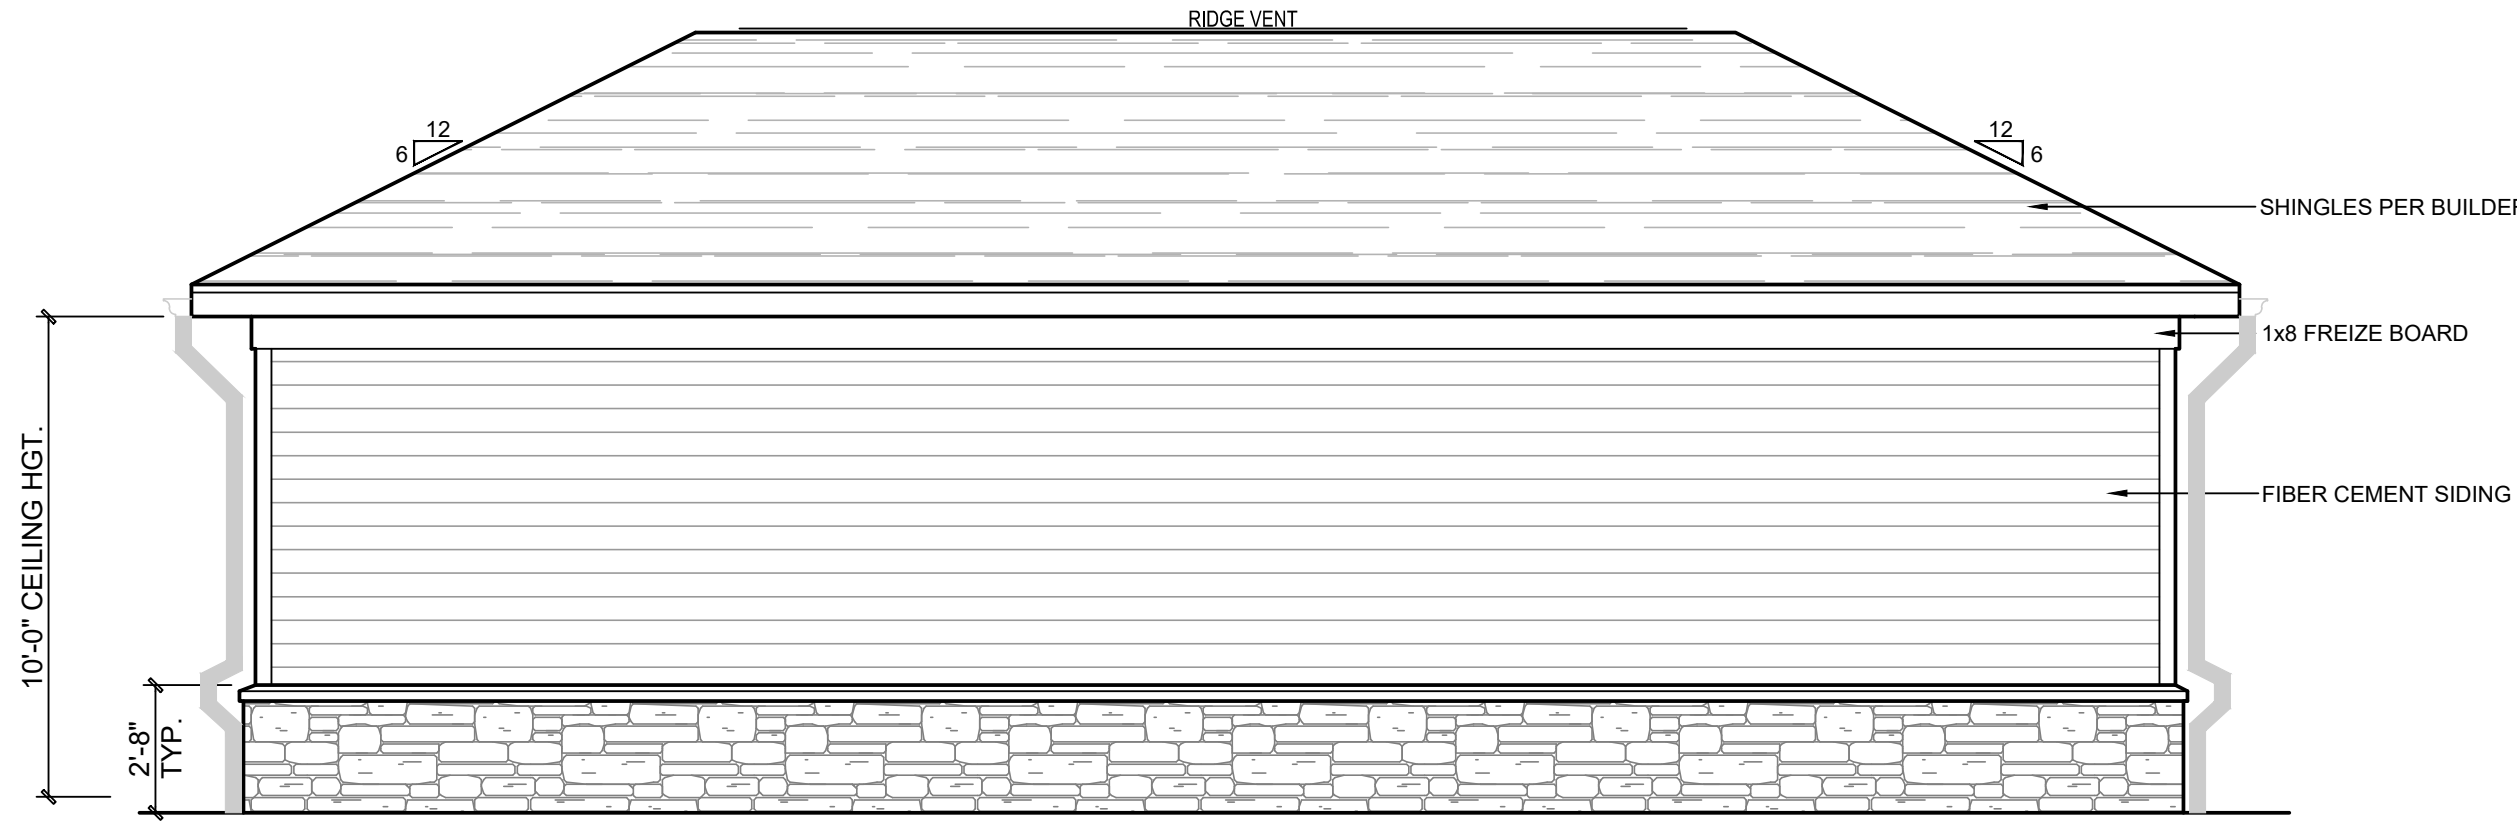 RIDGE VENT
12
6
12
6
SHINGLES PER BUILDER
1x8 FREIZE BOARD
10'-0" CEILING HGT.
FIBER CEMENT SIDING
2'-8"
TYP.